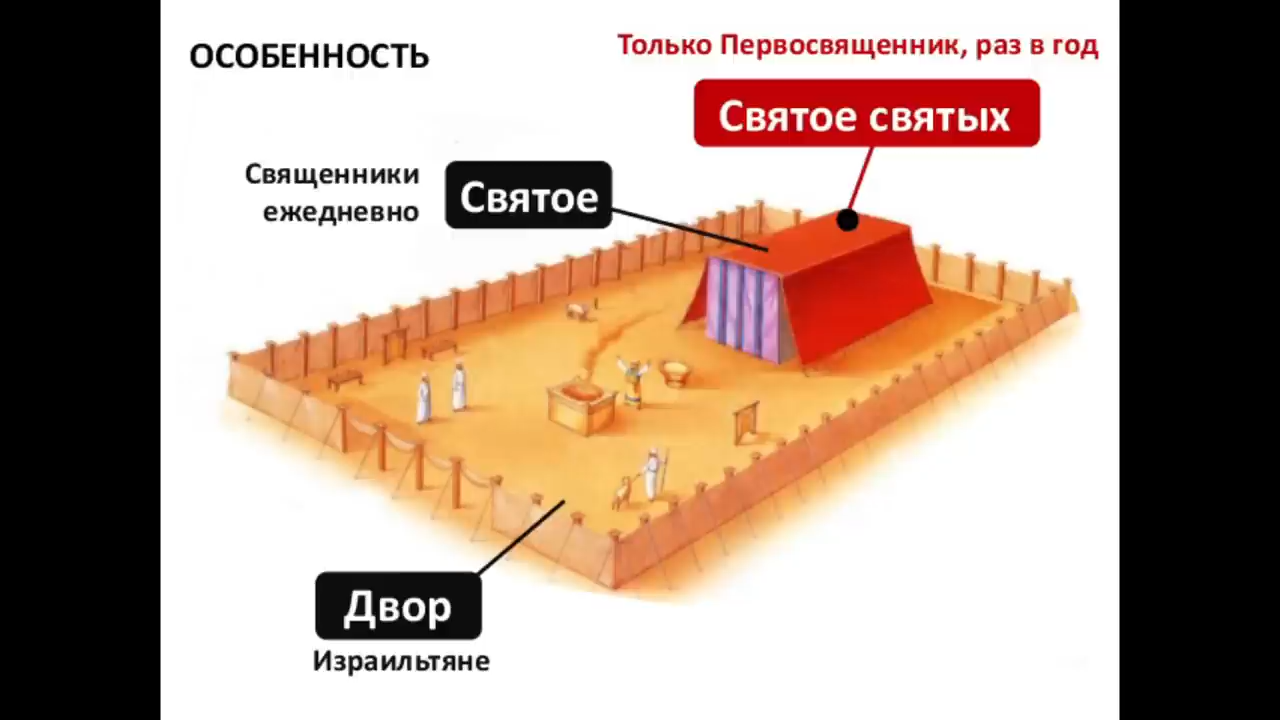 ОСОБЕННОСТЬ
Только Первосвященник, раз в год
Святое святых
Священники
ежедневно
Святое
Двор
Израильтяне